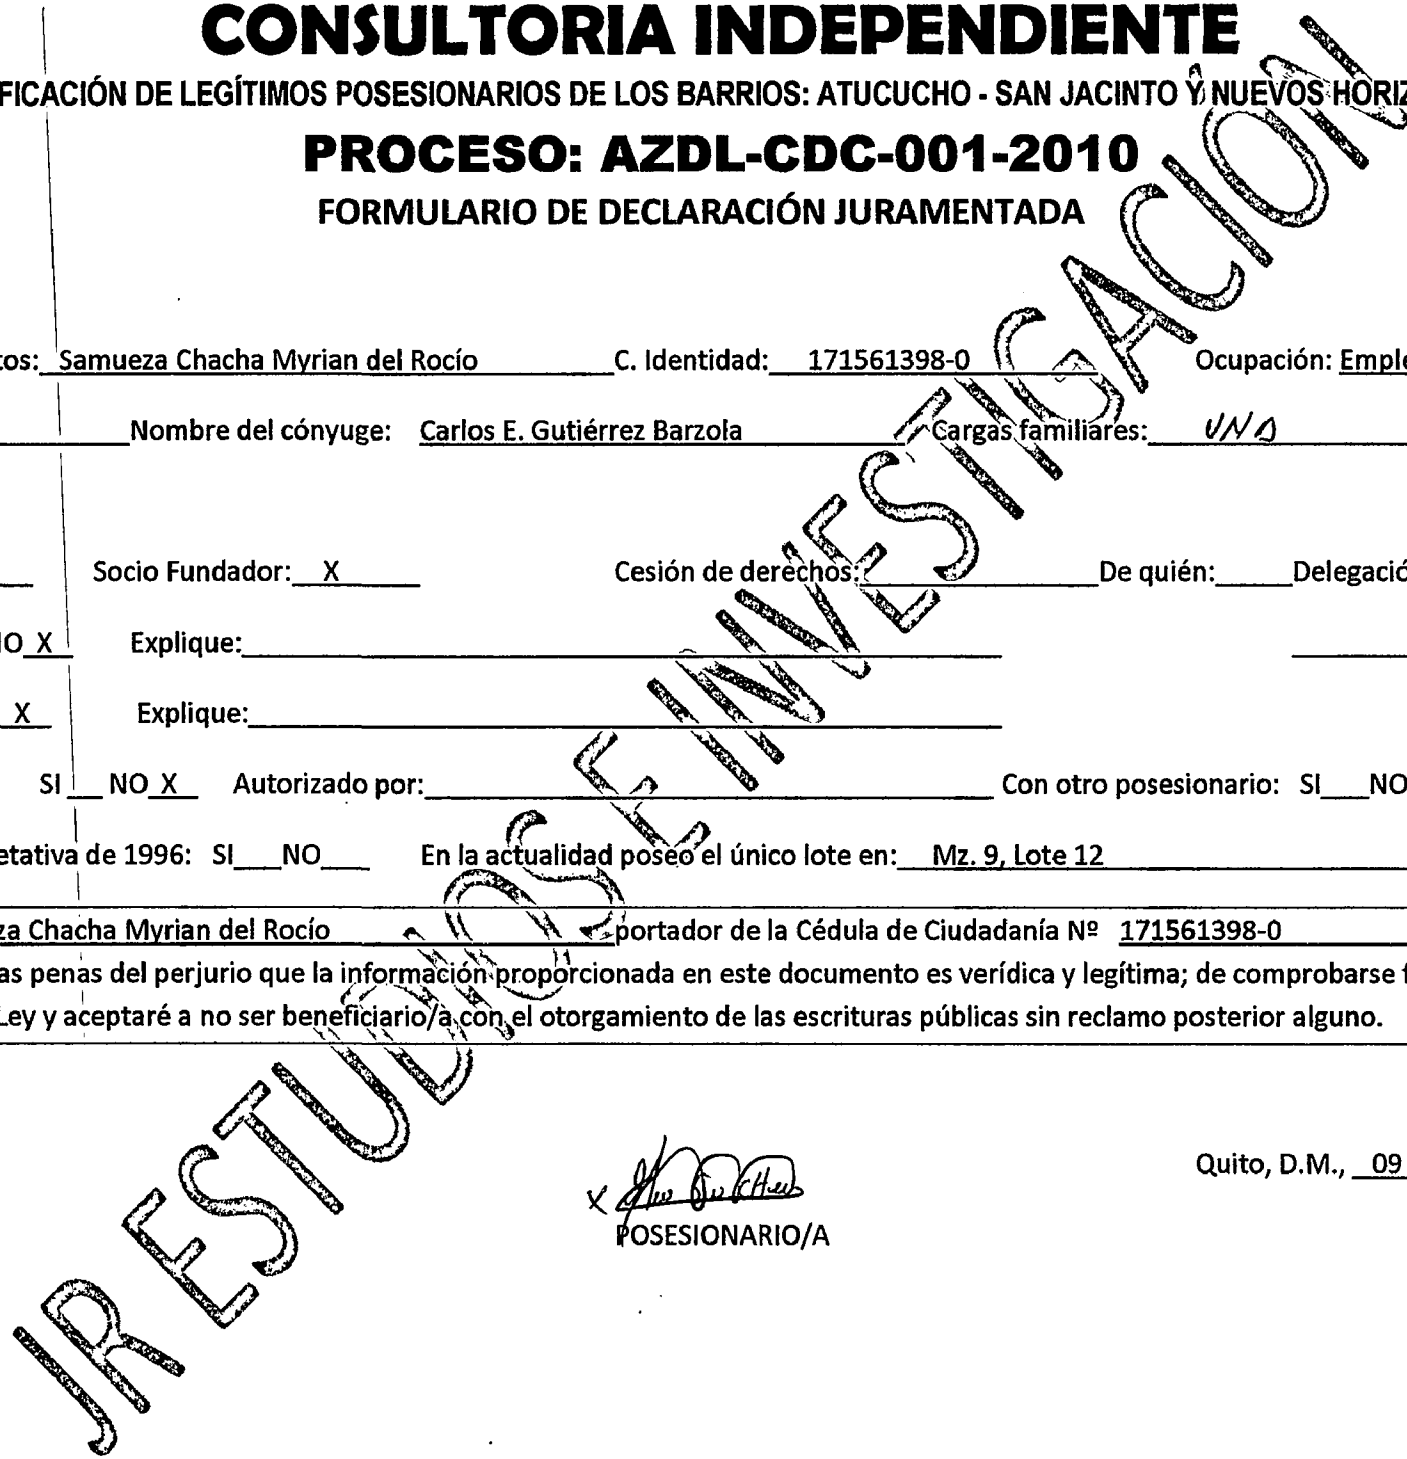 CONSULTORIA INDEPENDIENTE
FICACIÓN DE LEGÍTIMOS POSESIONARIOS DE LOS BARRIOS: ATUCUCHO - SAN JACINTO Y NUEVOS HORIZ
PROCESO: AZDL-CDC-001-2010
FORMULARIO DE DECLARACIÓN JURAMENTADA
tos: Samueza Chacha Myrian del Rocío C. Identidad: 171561398-0 Ocupación: Emple
Nombre del cónyuge: Carlos E. Gutiérrez Barzola Cargas familiares: UNA
Socio Fundador: X Cesión de derechos: De quién: Delegació
IO X Explique:
X Explique:
SI NO X Autorizado por: Con otro posesionario: SI NO
etativa de 1996: SI NO En la actualidad poseo el único lote en: Mz. 9, Lote 12
za Chacha Myrian del Rocío portador de la Cédula de Ciudadanía Nº 171561398-0
as penas del perjurio que la información proporcionada en este documento es verídica y legítima; de comprobarse f
Ley y aceptaré a no ser beneficiario/a con el otorgamiento de las escrituras públicas sin reclamo posterior alguno.
Quito, D.M., 09
X
POSESIONARIO/A
JR ESTUDIOS E INVESTIGACION